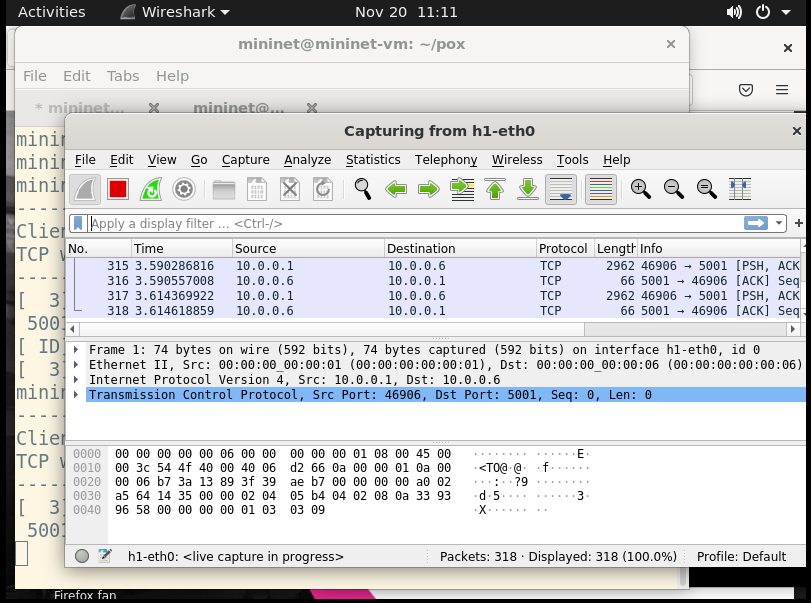 Activities Wireshark Nov 20 11:11
mininet@mininet-vm: ~/pox
File Edit Tabs Help
* mininet... mininet@...
minin
minin
minin
-----
Clien
TCP w
-----
[ 3]
5001
[ ID]
[ 3]
minin
-----
Clien
TCP w
-----
[ 3]
5001
Capturing from h1-eth0
File Edit View Go Capture Analyze Statistics Telephony Wireless Tools Help
Apply a display filter ... <Ctrl-/>
No. Time Source Destination Protocol Length Info
315 3.590286816 10.0.0.1 10.0.0.6 TCP 2962 46906 → 5001 [PSH, ACK
316 3.590557008 10.0.0.6 10.0.0.1 TCP 66 5001 → 46906 [ACK] Seq
317 3.614369922 10.0.0.1 10.0.0.6 TCP 2962 46906 → 5001 [PSH, ACK
318 3.614618859 10.0.0.6 10.0.0.1 TCP 66 5001 → 46906 [ACK] Seq
Frame 1: 74 bytes on wire (592 bits), 74 bytes captured (592 bits) on interface h1-eth0, id 0
Ethernet II, Src: 00:00:00_00:00:01 (00:00:00:00:00:01), Dst: 00:00:00_00:00:06 (00:00:00:00:00:06)
Internet Protocol Version 4, Src: 10.0.0.1, Dst: 10.0.0.6
Transmission Control Protocol, Src Port: 46906, Dst Port: 5001, Seq: 0, Len: 0
0000 00 00 00 00 00 06 00 00 00 00 00 01 08 00 45 00 ········ ······E·
0010 00 3c 54 4f 40 00 40 06 d2 66 0a 00 00 01 0a 00 ·<TO@·@· ·f······
0020 00 06 b7 3a 13 89 3f 39 ae b7 00 00 00 00 a0 02 ···:··?9 ········
0030 a5 64 14 35 00 00 02 04 05 b4 04 02 08 0a 33 93 ·d·5···· ······3·
0040 96 58 00 00 00 00 01 03 03 09 ·X······ ··
h1-eth0: <live capture in progress> Packets: 318 · Displayed: 318 (100.0%) Profile: Default
Firefox fan